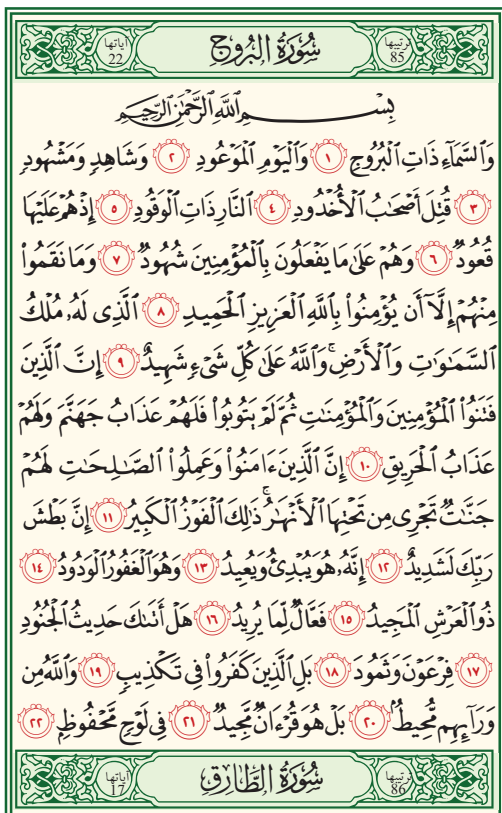 ترتيبها 85 سُورَةُ البُرُوجِ آياتها 22
بِسْمِ ٱللَّهِ ٱلرَّحْمَٰنِ ٱلرَّحِيمِ
وَٱلسَّمَآءِ ذَاتِ ٱلْبُرُوجِ ١ وَٱلْيَوْمِ ٱلْمَوْعُودِ ٢ وَشَاهِدٍ وَمَشْهُودٍ
٣ قُتِلَ أَصْحَٰبُ ٱلْأُخْدُودِ ٤ ٱلنَّارِ ذَاتِ ٱلْوَقُودِ ٥ إِذْ هُمْ عَلَيْهَا
قُعُودٌ ٦ وَهُمْ عَلَىٰ مَا يَفْعَلُونَ بِٱلْمُؤْمِنِينَ شُهُودٌ ٧ وَمَا نَقَمُوا۟
مِنْهُمْ إِلَّآ أَن يُؤْمِنُوا۟ بِٱللَّهِ ٱلْعَزِيزِ ٱلْحَمِيدِ ٨ ٱلَّذِى لَهُۥ مُلْكُ
ٱلسَّمَٰوَٰتِ وَٱلْأَرْضِ ۚ وَٱللَّهُ عَلَىٰ كُلِّ شَىْءٍ شَهِيدٌ ٩ إِنَّ ٱلَّذِينَ
فَتَنُوا۟ ٱلْمُؤْمِنِينَ وَٱلْمُؤْمِنَٰتِ ثُمَّ لَمْ يَتُوبُوا۟ فَلَهُمْ عَذَابُ جَهَنَّمَ وَلَهُمْ
عَذَابُ ٱلْحَرِيقِ ١٠ إِنَّ ٱلَّذِينَ ءَامَنُوا۟ وَعَمِلُوا۟ ٱلصَّٰلِحَٰتِ لَهُمْ
جَنَّٰتٌ تَجْرِى مِن تَحْتِهَا ٱلْأَنْهَٰرُ ۚ ذَٰلِكَ ٱلْفَوْزُ ٱلْكَبِيرُ ١١ إِنَّ بَطْشَ
رَبِّكَ لَشَدِيدٌ ١٢ إِنَّهُۥ هُوَ يُبْدِئُ وَيُعِيدُ ١٣ وَهُوَ ٱلْغَفُورُ ٱلْوَدُودُ ١٤
ذُو ٱلْعَرْشِ ٱلْمَجِيدُ ١٥ فَعَّالٌ لِّمَا يُرِيدُ ١٦ هَلْ أَتَىٰكَ حَدِيثُ ٱلْجُنُودِ
١٧ فِرْعَوْنَ وَثَمُودَ ١٨ بَلِ ٱلَّذِينَ كَفَرُوا۟ فِى تَكْذِيبٍ ١٩ وَٱللَّهُ مِن
وَرَآئِهِم مُّحِيطٌۢ ٢٠ بَلْ هُوَ قُرْءَانٌ مَّجِيدٌ ٢١ فِى لَوْحٍ مَّحْفُوظٍۭ ٢٢
ترتيبها 86 سُورَةُ الطَّارِقِ آياتها 17